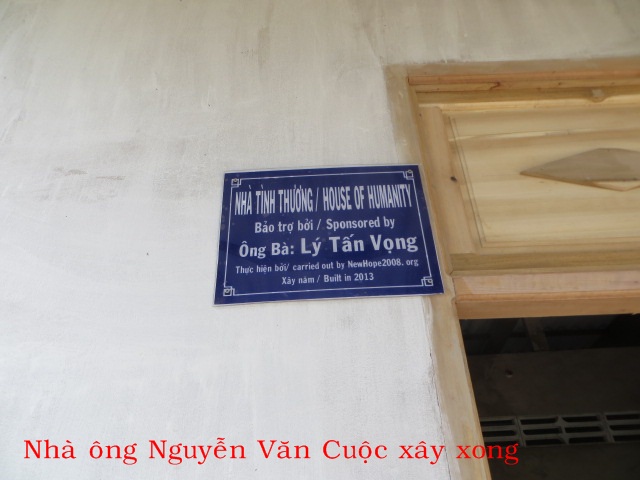 NHÀ TÌNH THƯƠNG / HOUSE OF HUMANITY
Bảo trợ bởi / Sponsored by
Ông Bà: Lý Tấn Vọng
Thực hiện bởi/ carried out by NewHope2008. org
Xây năm / Built in 2013
Nhà ông Nguyễn Văn Cuộc xây xong